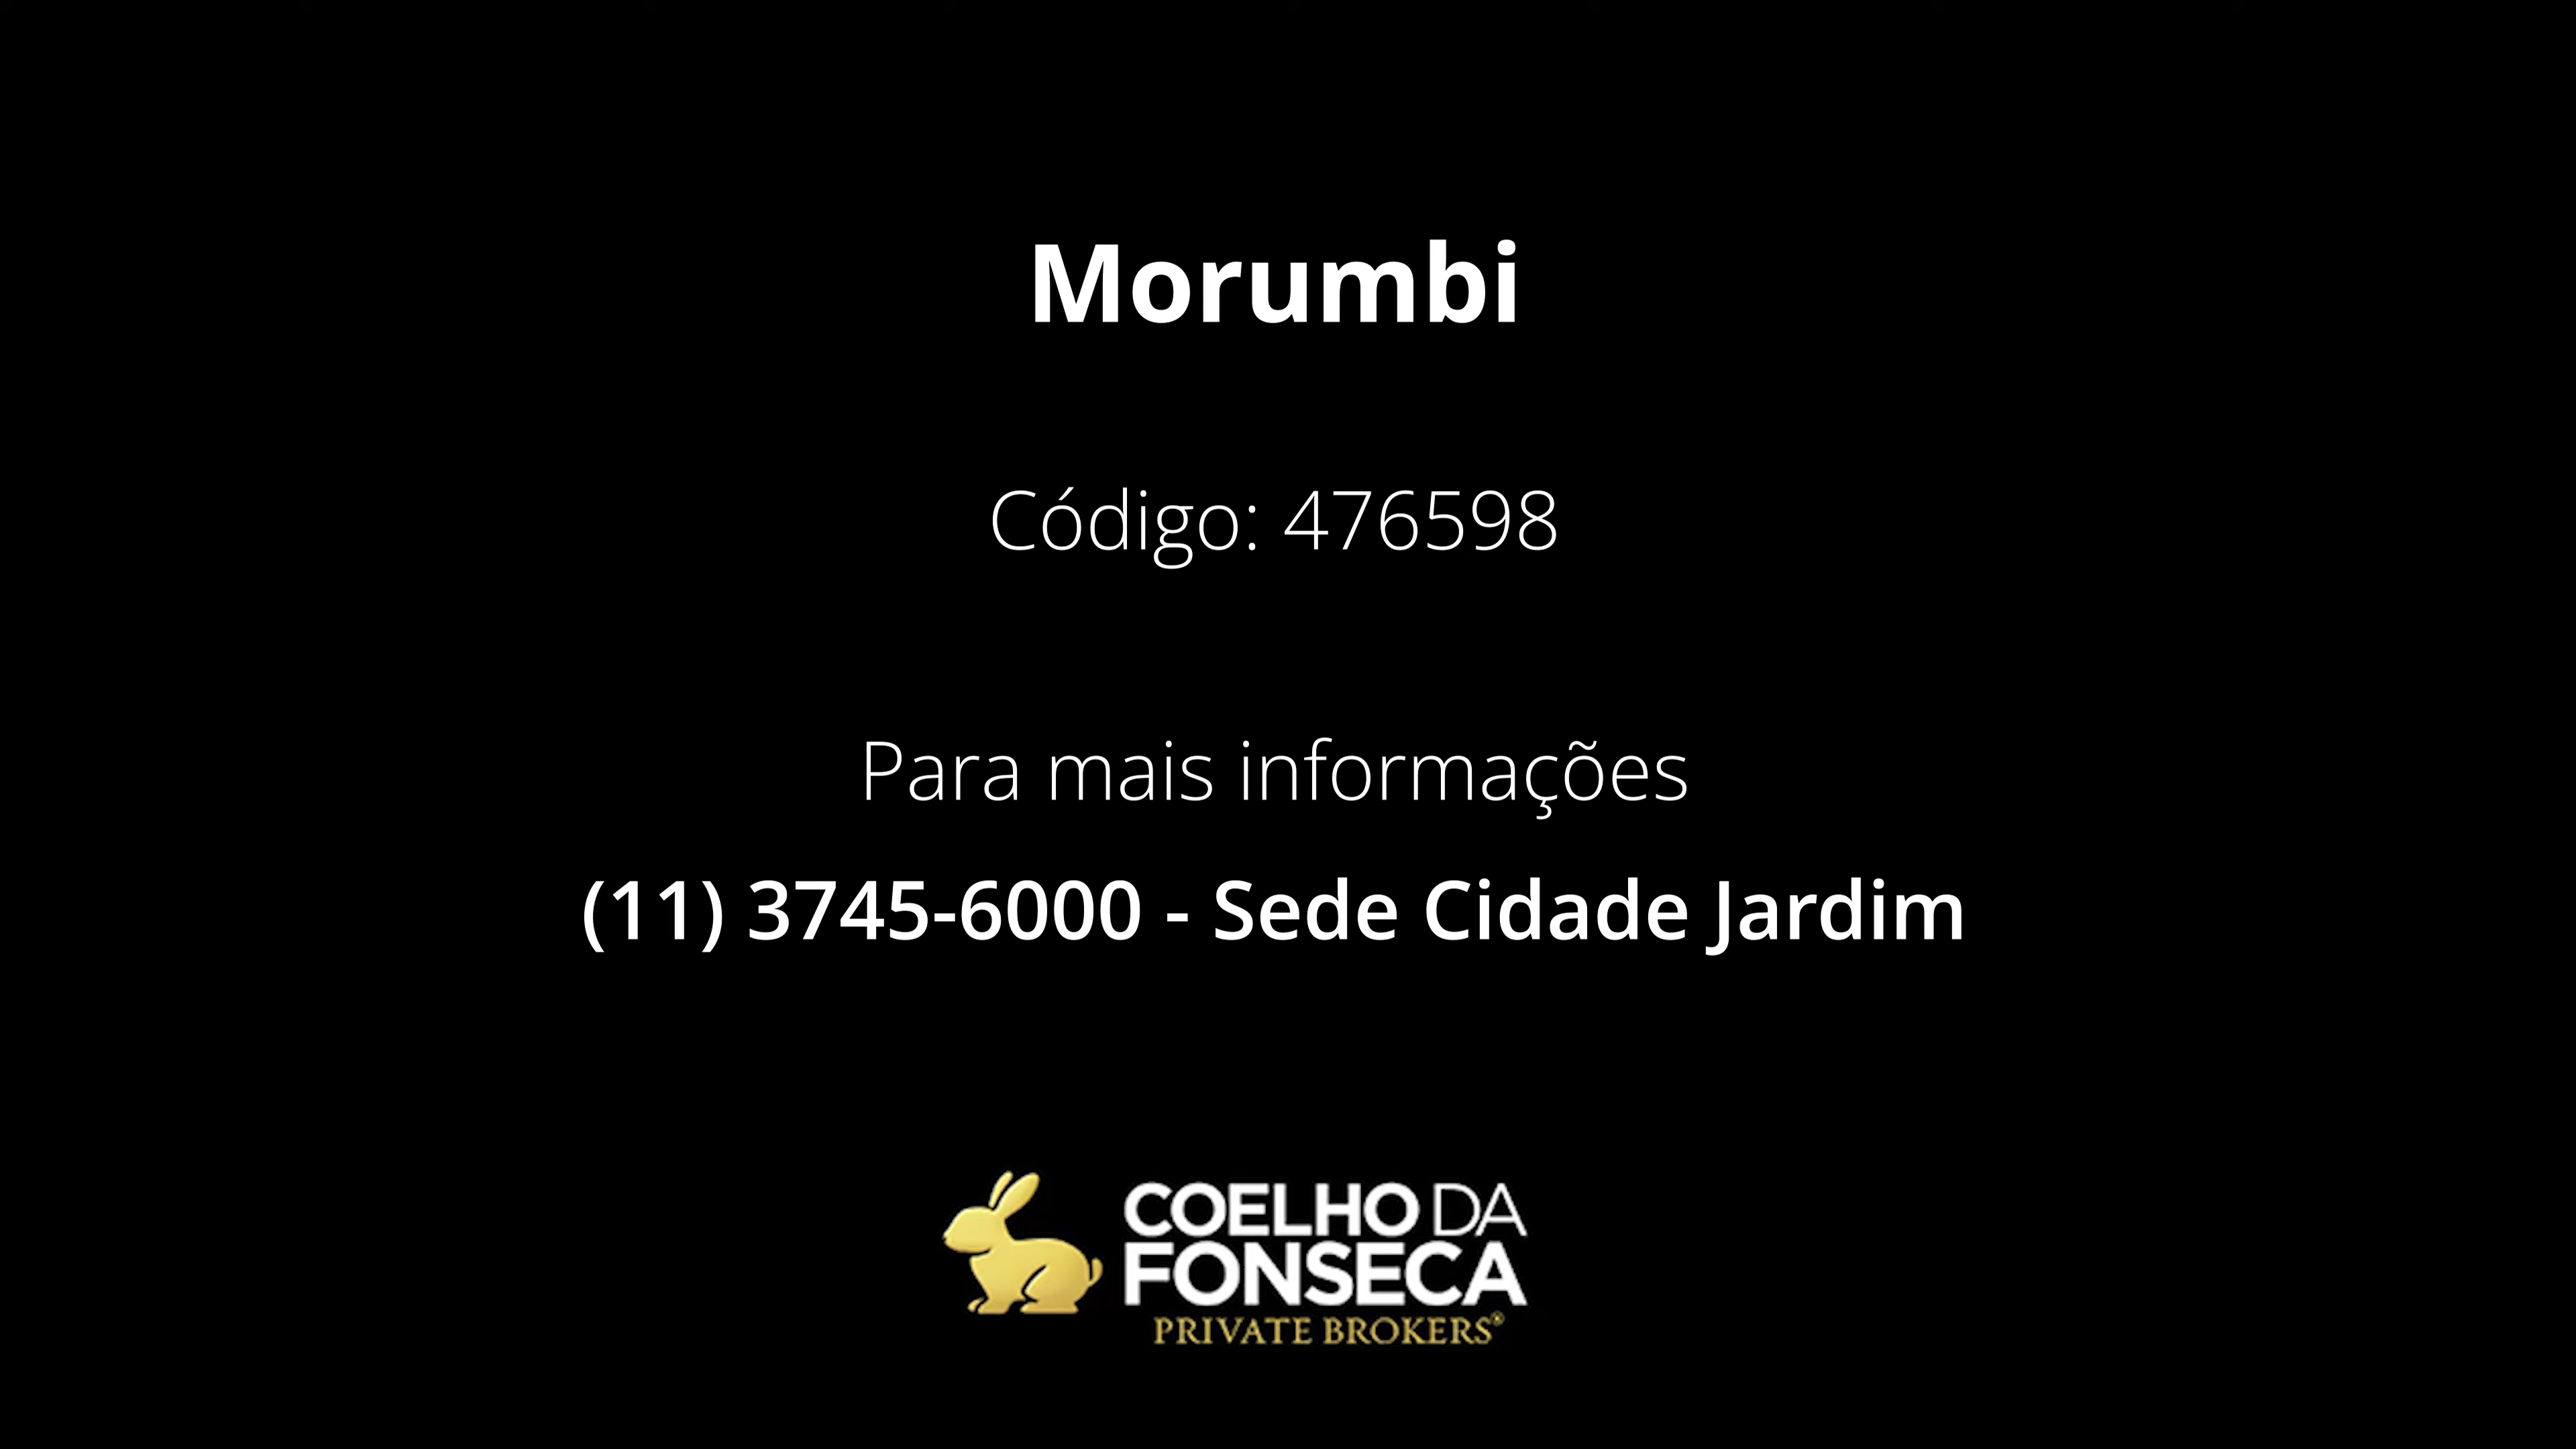 Morumbi
Código: 476598
Para mais informações
(11) 3745-6000 - Sede Cidade Jardim
COELHO DA
FONSECA
PRIVATE BROKERS®